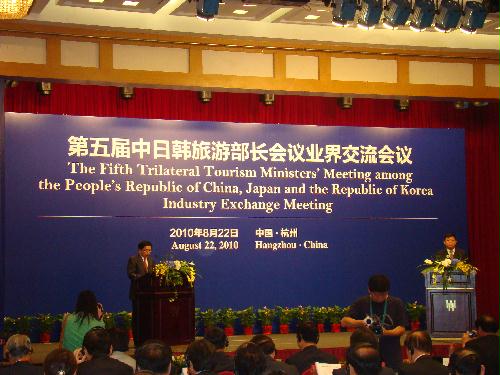 第五届中日韩旅游部长会议业界交流会议
The Fifth Trilateral Tourism Ministers' Meeting among
the People's Republic of China, Japan and the Republic of Korea
Industry Exchange Meeting
2010年8月22日 中国·杭州
August 22, 2010 Hangzhou·China